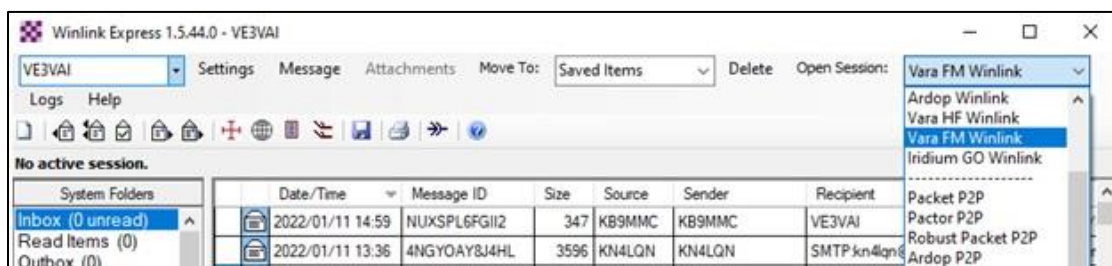 Winlink Express 1.5.44.0 - VE3VAI
VE3VAI Settings Message Attachments Move To: Saved Items Delete Open Session: Vara FM Winlink
Logs Help
Ardop Winlink
Vara HF Winlink
Vara FM Winlink
Iridium GO Winlink
--------------------
Packet P2P
Pactor P2P
Robust Packet P2P
Ardop P2P
No active session.
System Folders
Inbox (0 unread)
Read Items (0)
Outbox (0)
Date/Time Message ID Size Source Sender Recipient
2022/01/11 14:59 NUXSPL6FGII2 347 KB9MMC KB9MMC VE3VAI
2022/01/11 13:36 4NGYOAY8J4HL 3596 KN4LQN KN4LQN SMTP:kn4lqn@